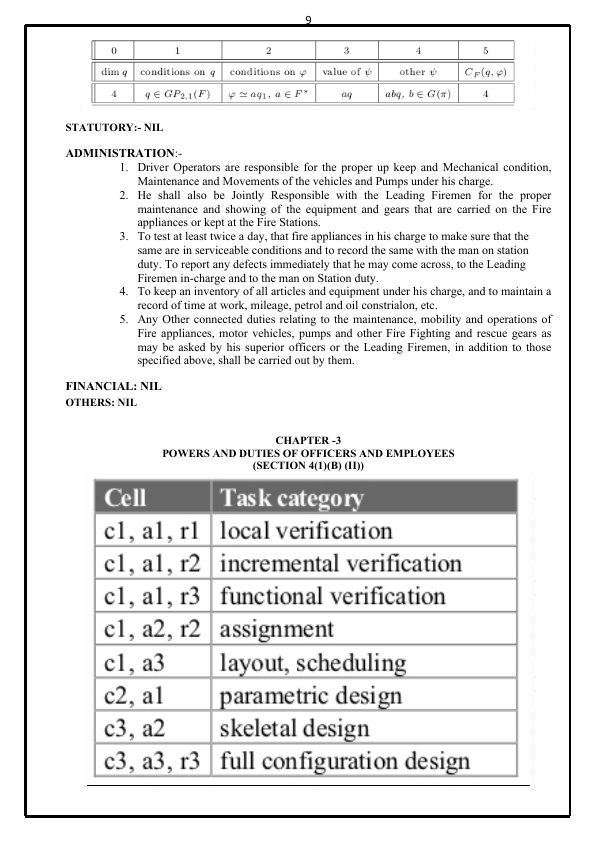 9
0 1 2 3 4 5
dim q conditions on q conditions on φ value of ψ other ψ C_F(q, φ)
4 q ∈ GP_{2,1}(F) φ ≃ aq_1, a ∈ F* aq abq, b ∈ G(π) 4
STATUTORY:- NIL
ADMINISTRATION:-
1. Driver Operators are responsible for the proper up keep and Mechanical condition,
Maintenance and Movements of the vehicles and Pumps under his charge.
2. He shall also be Jointly Responsible with the Leading Firemen for the proper
maintenance and showing of the equipment and gears that are carried on the Fire
appliances or kept at the Fire Stations.
3. To test at least twice a day, that fire appliances in his charge to make sure that the
same are in serviceable conditions and to record the same with the man on station
duty. To report any defects immediately that he may come across, to the Leading
Firemen in-charge and to the man on Station duty.
4. To keep an inventory of all articles and equipment under his charge, and to maintain a
record of time at work, mileage, petrol and oil constrialon, etc.
5. Any Other connected duties relating to the maintenance, mobility and operations of
Fire appliances, motor vehicles, pumps and other Fire Fighting and rescue gears as
may be asked by his superior officers or the Leading Firemen, in addition to those
specified above, shall be carried out by them.
FINANCIAL: NIL
OTHERS: NIL
CHAPTER -3
POWERS AND DUTIES OF OFFICERS AND EMPLOYEES
(SECTION 4(1)(B) (II))
Cell Task category
c1, a1, r1 local verification
c1, a1, r2 incremental verification
c1, a1, r3 functional verification
c1, a2, r2 assignment
c1, a3 layout, scheduling
c2, a1 parametric design
c3, a2 skeletal design
c3, a3, r3 full configuration design